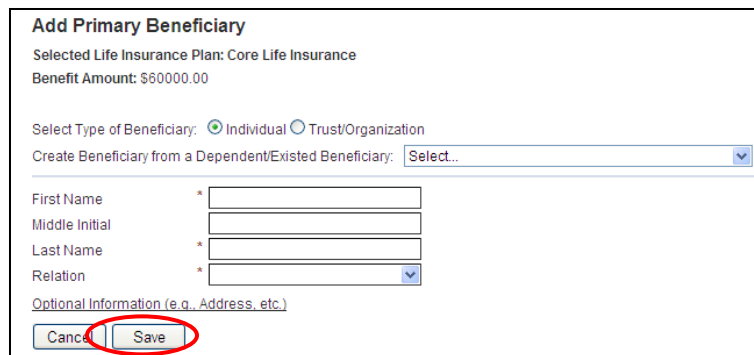 Add Primary Beneficiary
Selected Life Insurance Plan: Core Life Insurance
Benefit Amount: $60000.00
Select Type of Beneficiary: Individual Trust/Organization
Create Beneficiary from a Dependent/Existed Beneficiary: Select...
First Name *
Middle Initial
Last Name *
Relation *
Optional Information (e.g., Address, etc.)
Cancel Save